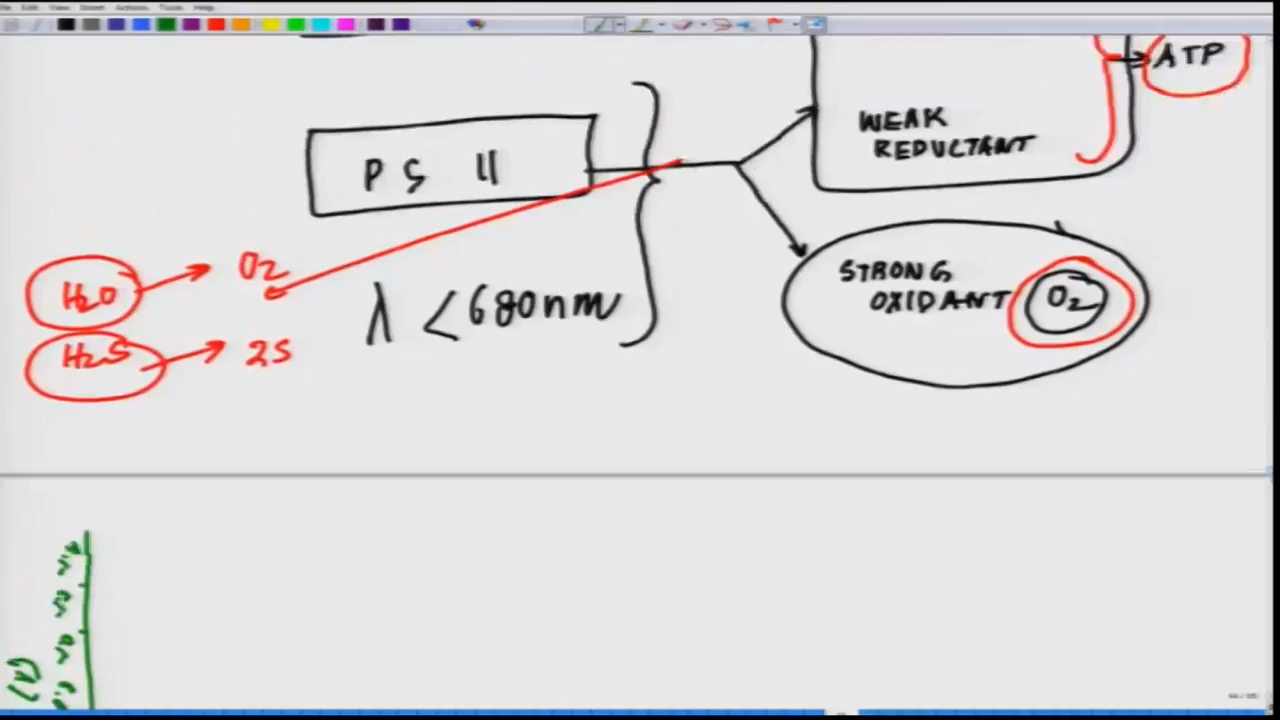 ATP
WEAK
REDUCTANT
PS II
H2O → O2
STRONG
OXIDANT O2
λ < 680nm
H2S → 2S